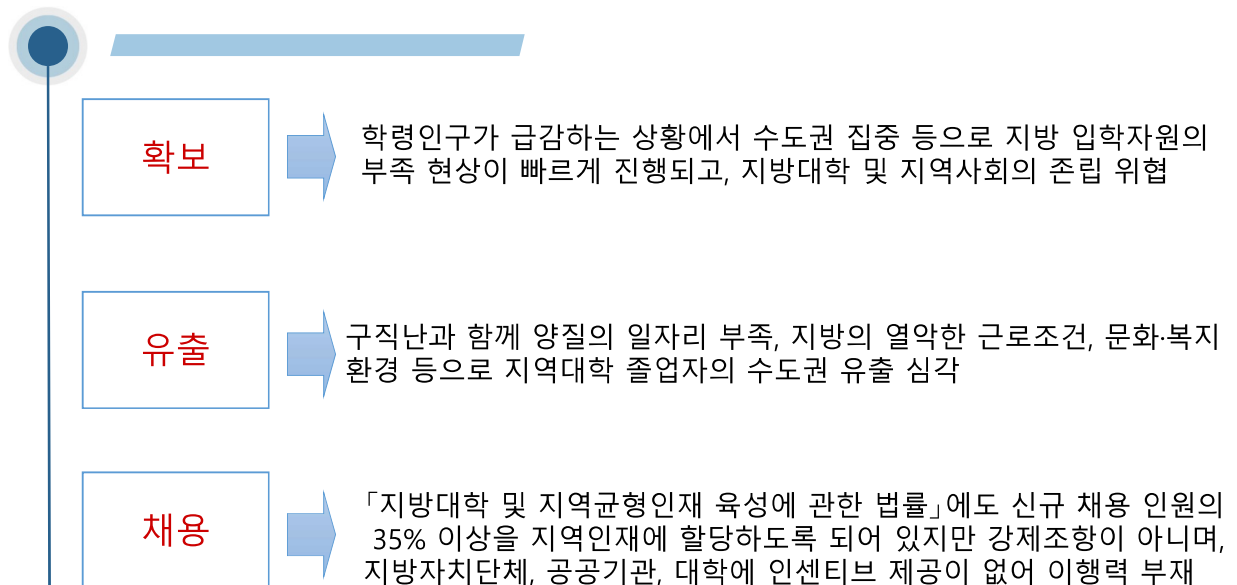 확보
학령인구가 급감하는 상황에서 수도권 집중 등으로 지방 입학자원의
부족 현상이 빠르게 진행되고, 지방대학 및 지역사회의 존립 위협
유출
구직난과 함께 양질의 일자리 부족, 지방의 열악한 근로조건, 문화·복지
환경 등으로 지역대학 졸업자의 수도권 유출 심각
채용
「지방대학 및 지역균형인재 육성에 관한 법률」에도 신규 채용 인원의
35% 이상을 지역인재에 할당하도록 되어 있지만 강제조항이 아니며,
지방자치단체, 공공기관, 대학에 인센티브 제공이 없어 이행력 부재